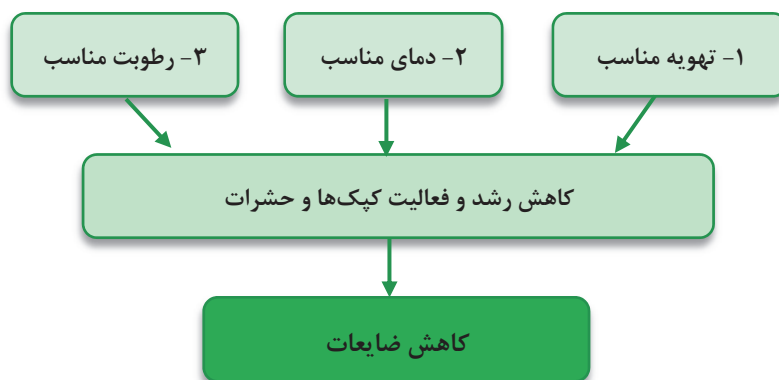 ۱- تهویه مناسب
۲- دمای مناسب
۳- رطوبت مناسب
کاهش رشد و فعالیت کپک‌ها و حشرات
کاهش ضایعات